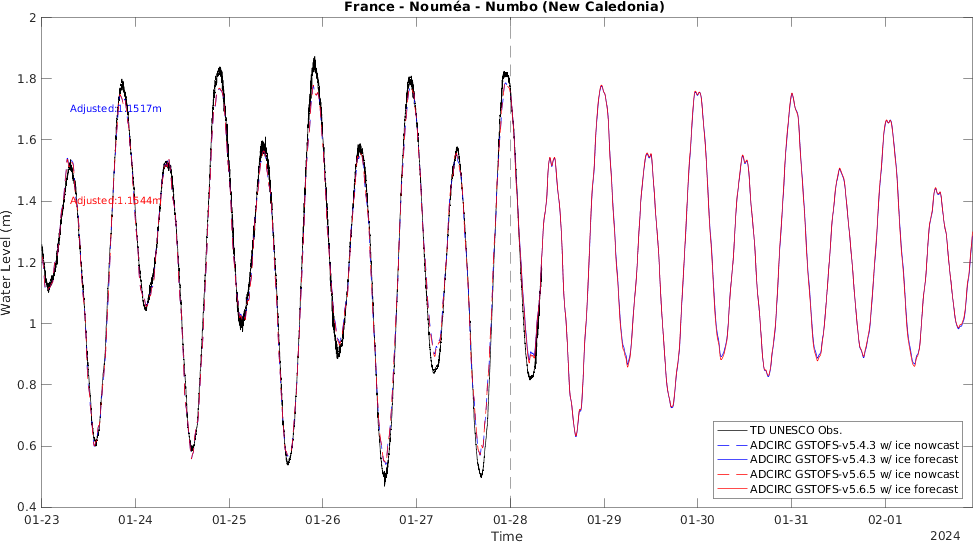 France - Nouméa - Numbo (New Caledonia)
2
1.8
1.6
1.4
1.2
1
0.8
0.6
0.4
Water Level (m)
Adjusted:1.1517m
Adjusted:1.1544m
TD UNESCO Obs.
ADCIRC GSTOFS-v5.4.3 w/ ice nowcast
ADCIRC GSTOFS-v5.4.3 w/ ice forecast
ADCIRC GSTOFS-v5.6.5 w/ ice nowcast
ADCIRC GSTOFS-v5.6.5 w/ ice forecast
01-23 01-24 01-25 01-26 01-27 01-28 01-29 01-30 01-31 02-01
Time
2024